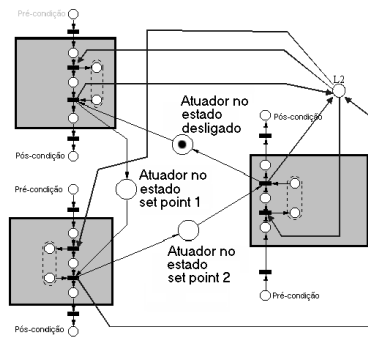 Pré-condição
L2
Atuador no
estado
desligado
Pós-condição
Pós-condição
Atuador no
estado
set point 1
Pré-condição
Atuador no
estado
set point 2
Pré-condição
Pós-condição